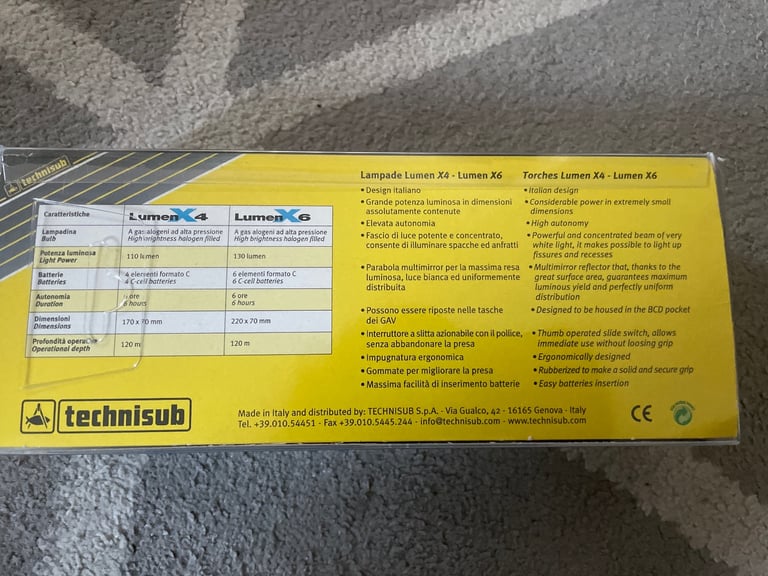 technisub
Caratteristiche LumenX4 LumenX6
Lampadina A gas alogeni ad alta pressione A gas alogeni ad alta pressione
Bulb High brightness halogen filled High brightness halogen filled
Potenza luminosa 110 lumen 130 lumen
Light Power
Batterie 4 elementi formato C 6 elementi formato C
Batteries 4 C-cell batteries 6 C-cell batteries
Autonomia 6 ore 6 ore
Duration 6 hours 6 hours
Dimensioni 170 x 70 mm 220 x 70 mm
Dimensions
Profondità operativa 120 m 120 m
Operational depth
Lampade Lumen X4 - Lumen X6
• Design italiano
• Grande potenza luminosa in dimensioni
assolutamente contenute
• Elevata autonomia
• Fascio di luce potente e concentrato,
consente di illuminare spacche ed anfratti
• Parabola multimirror per la massima resa
luminosa, luce bianca ed uniformemente
distribuita
• Possono essere riposte nelle tasche
dei GAV
• Interruttore a slitta azionabile con il pollice,
senza abbandonare la presa
• Impugnatura ergonomica
• Gommate per migliorare la presa
• Massima facilità di inserimento batterie
Torches Lumen X4 - Lumen X6
• Italian design
• Considerable power in extremely small
dimensions
• High autonomy
• Powerful and concentrated beam of very
white light, it makes possible to light up
fissures and recesses
• Multimirror reflector that, thanks to the
great surface area, guarantees maximum
luminous yield and perfectly uniform
distribution
• Designed to be housed in the BCD pocket
• Thumb operated slide switch, allows
immediate use without loosing grip
• Ergonomically designed
• Rubberized to make a solid and secure grip
• Easy batteries insertion
technisub
Made in Italy and distributed by: TECHNISUB S.p.A. - Via Gualco, 42 - 16165 Genova - Italy
Tel. +39.010.54451 - Fax +39.010.5445.244 - info@technisub.com - www.technisub.com
CE